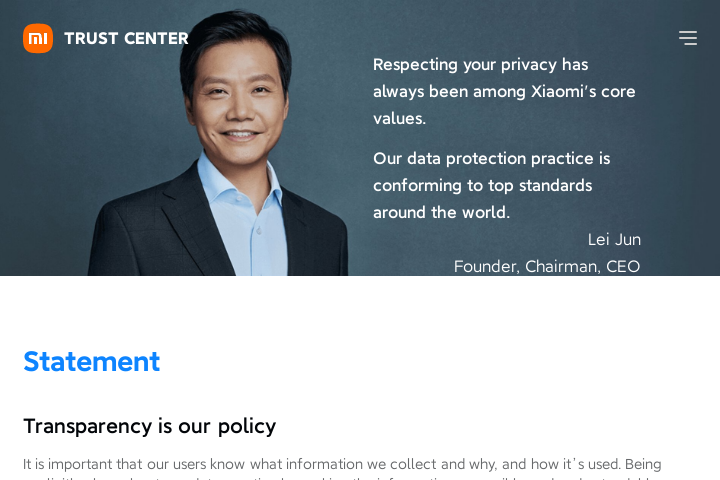 TRUST CENTER
Respecting your privacy has
always been among Xiaomi's core
values.
Our data protection practice is
conforming to top standards
around the world.
Lei Jun
Founder, Chairman, CEO
Statement
Transparency is our policy
It is important that our users know what information we collect and why, and how it's used. Being